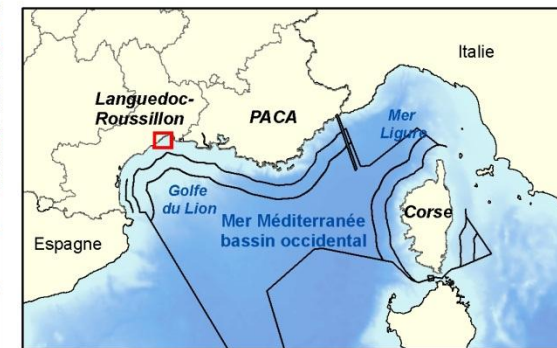 Italie
Languedoc-
Roussillon
PACA
Mer
Ligure
Golfe
du Lion
Mer Méditerranée
bassin occidental
Corse
Espagne